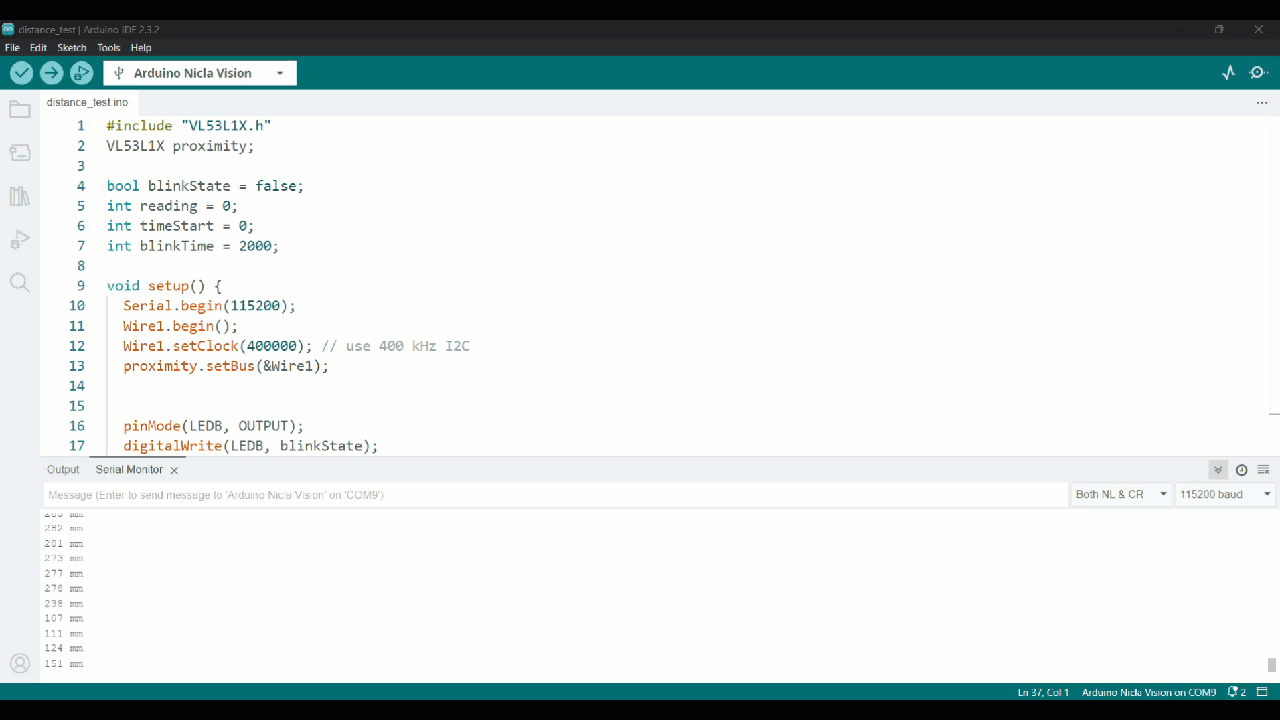 distance_test | Arduino IDE 2.3.2
File Edit Sketch Tools Help
Arduino Nicla Vision
distance_test.ino
1 #include "VL53L1X.h"
2 VL53L1X proximity;
3
4 bool blinkState = false;
5 int reading = 0;
6 int timeStart = 0;
7 int blinkTime = 2000;
8
9 void setup() {
10 Serial.begin(115200);
11 Wire1.begin();
12 Wire1.setClock(400000); // use 400 kHz I2C
13 proximity.setBus(&Wire1);
14
15
16 pinMode(LEDB, OUTPUT);
17 digitalWrite(LEDB, blinkState);
Output Serial Monitor
Message (Enter to send message to 'Arduino Nicla Vision' on 'COM9')
Both NL & CR 115200 baud
mm
282 mm
281 mm
273 mm
277 mm
278 mm
238 mm
107 mm
111 mm
124 mm
151 mm
Ln 37, Col 1 Arduino Nicla Vision on COM9 2